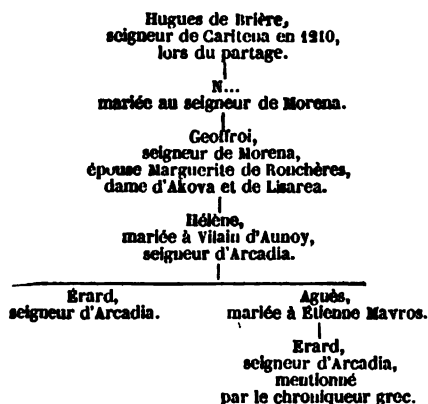 Hugues de Brière,
seigneur de Caritena en 1210,
lors du partage.
N...
mariée au seigneur de Morena.
Geoffroi,
seigneur de Morena,
épouse Marguerite de Ronchères,
dame d'Akova et de Lisarea.
Hélène,
mariée à Vilain d'Aunoy,
seigneur d'Arcadia.
Érard,
seigneur d'Arcadia.
Agnès,
mariée à Étienne Mavros.
Erard,
seigneur d'Arcadia,
mentionné
par le chroniqueur grec.